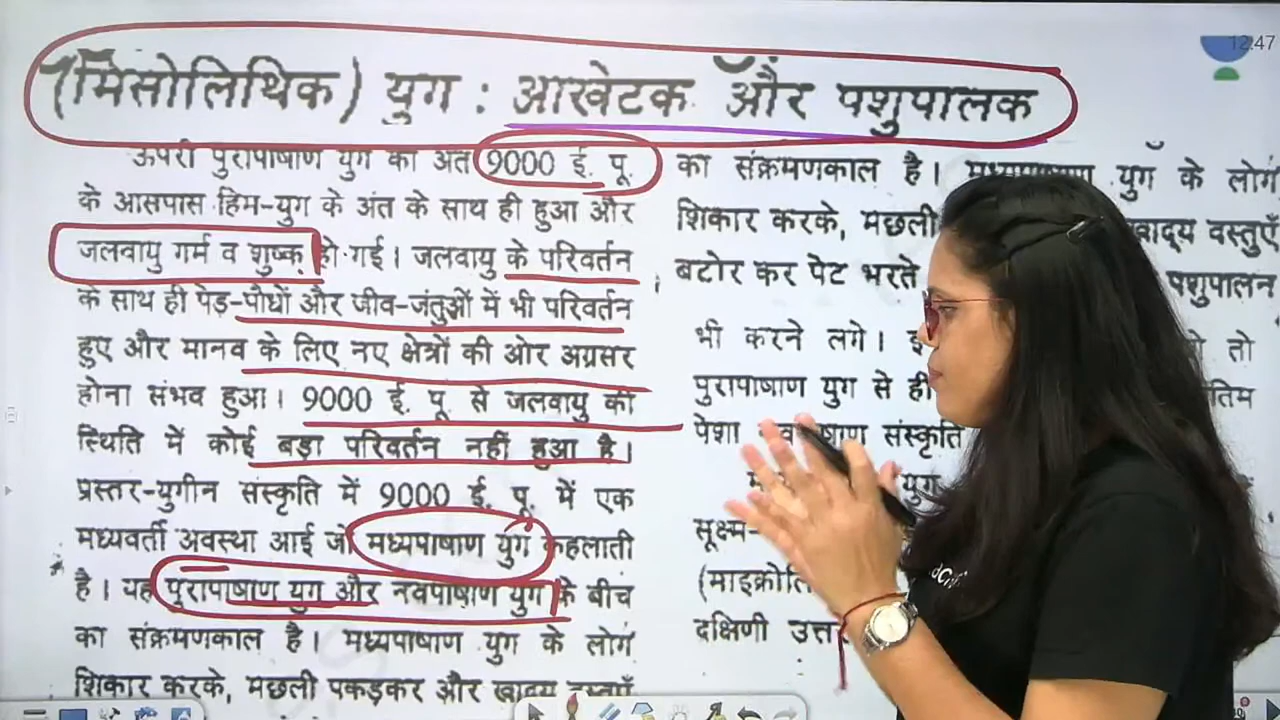 (मिसोलिथिक) युग : आखेटक और पशुपालक
12:47
ऊपरी पुरापाषाण युग का अंत 9000 ई. पू.
के आसपास हिम-युग के अंत के साथ ही हुआ और
जलवायु गर्म व शुष्क हो गई। जलवायु के परिवर्तन
के साथ ही पेड़-पौधों और जीव-जंतुओं में भी परिवर्तन
हुए और मानव के लिए नए क्षेत्रों की ओर अग्रसर
होना संभव हुआ। 9000 ई. पू. से जलवायु की
स्थिति में कोई बड़ा परिवर्तन नहीं हुआ है।
प्रस्तर-युगीन संस्कृति में 9000 ई. पू. में एक
मध्यवर्ती अवस्था आई जो मध्यपाषाण युग कहलाती
है। यह पुरापाषाण युग और नवपाषाण युग के बीच
का संक्रमणकाल है। मध्यपाषाण युग के लोग
शिकार करके, मछली पकड़कर और खाद्य वस्तुएँ
का संक्रमणकाल है। मध्यपाषाण युग के लोग
शिकार करके, मछली खाद्य वस्तुएँ
बटोर कर पेट भरते पशुपालन
भी करने लगे। तो
पुरापाषाण युग से ही
पेशा संस्कृति
युग
सूक्ष्म-
दक्षिणी